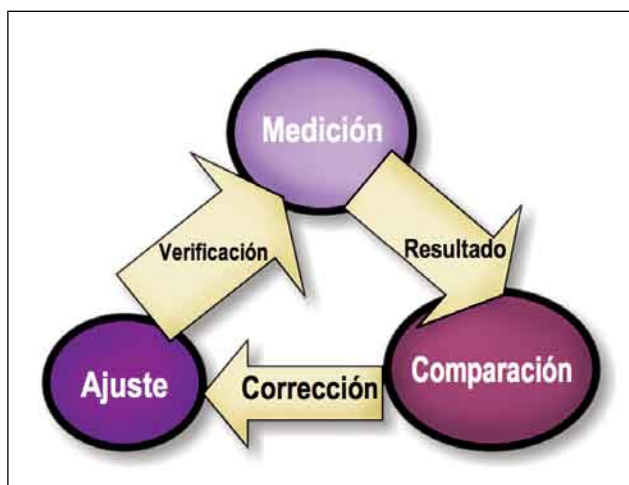 Medición
Verificación
Resultado
Ajuste
Corrección
Comparación